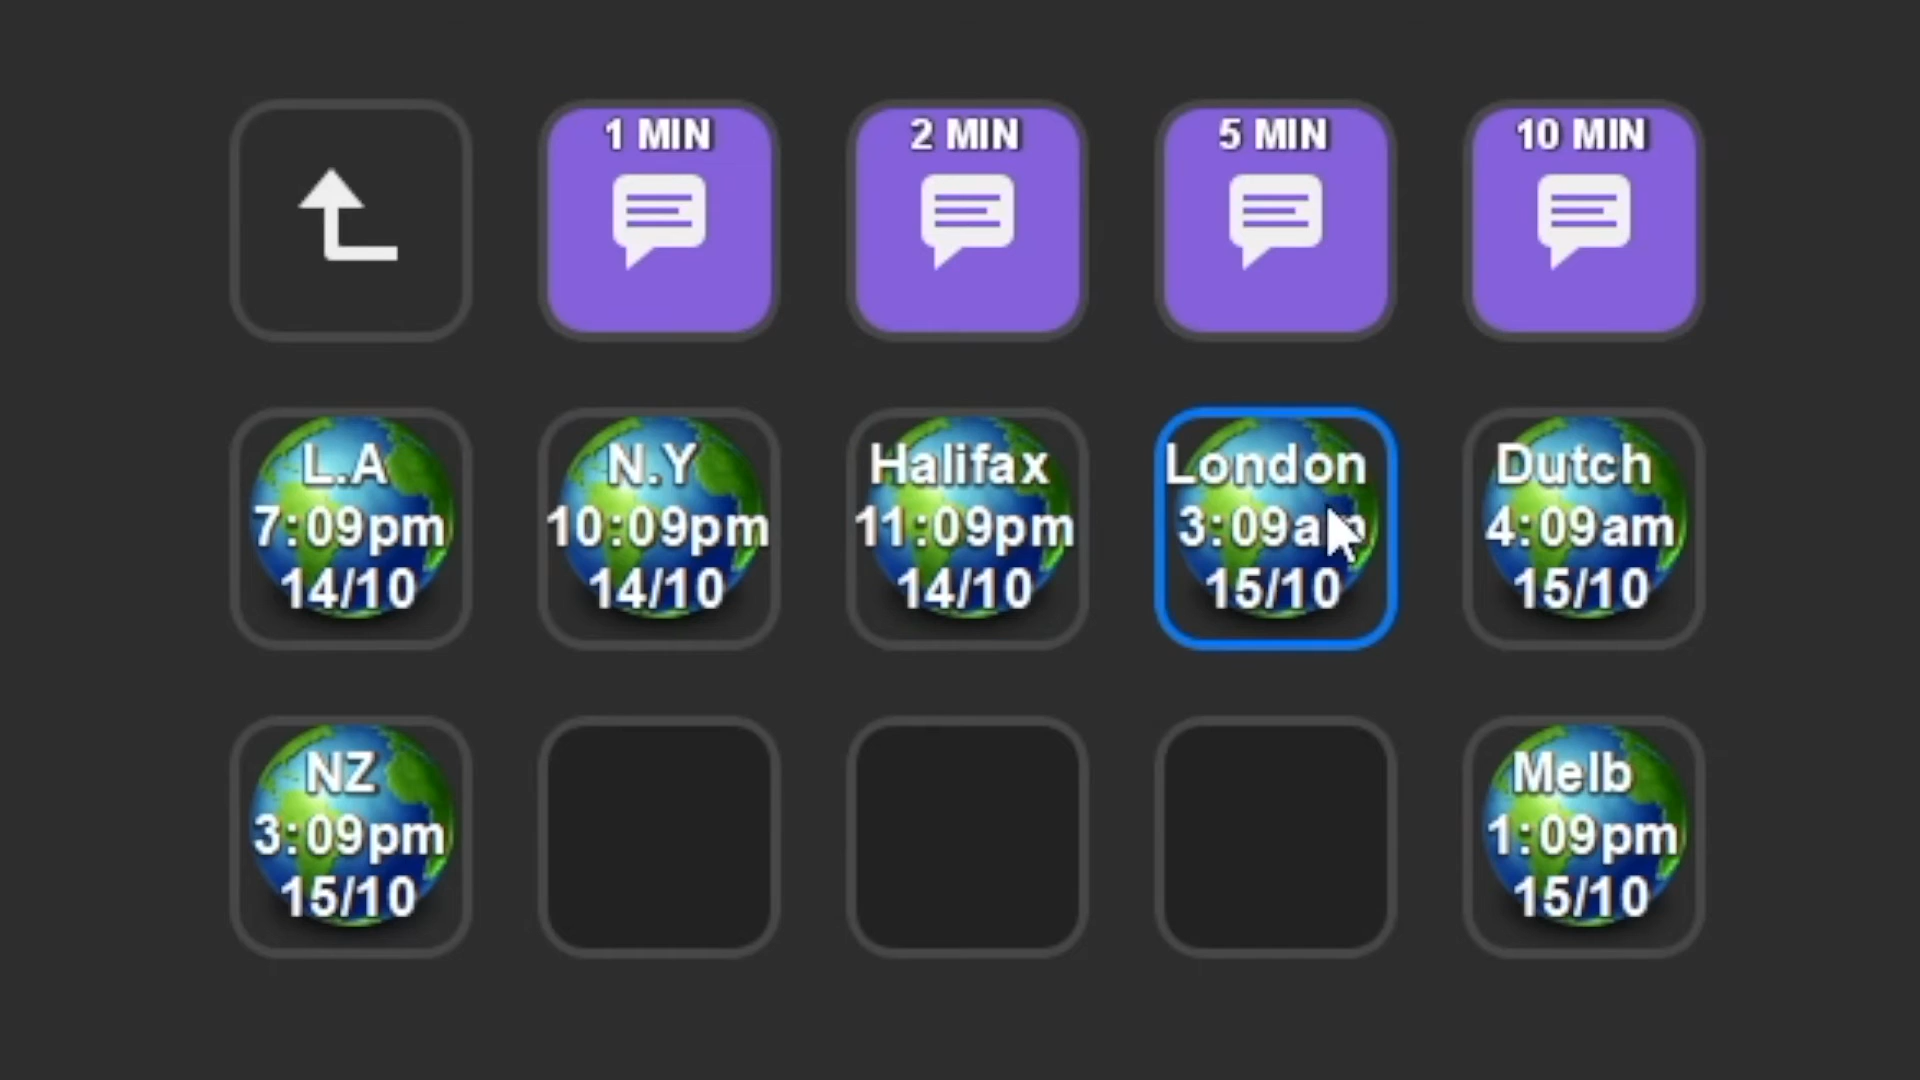 1 MIN
2 MIN
5 MIN
10 MIN
L.A
7:09pm
14/10
N.Y
10:09pm
14/10
Halifax
11:09pm
14/10
London
3:09am
15/10
Dutch
4:09am
15/10
NZ
3:09pm
15/10
Melb
1:09pm
15/10